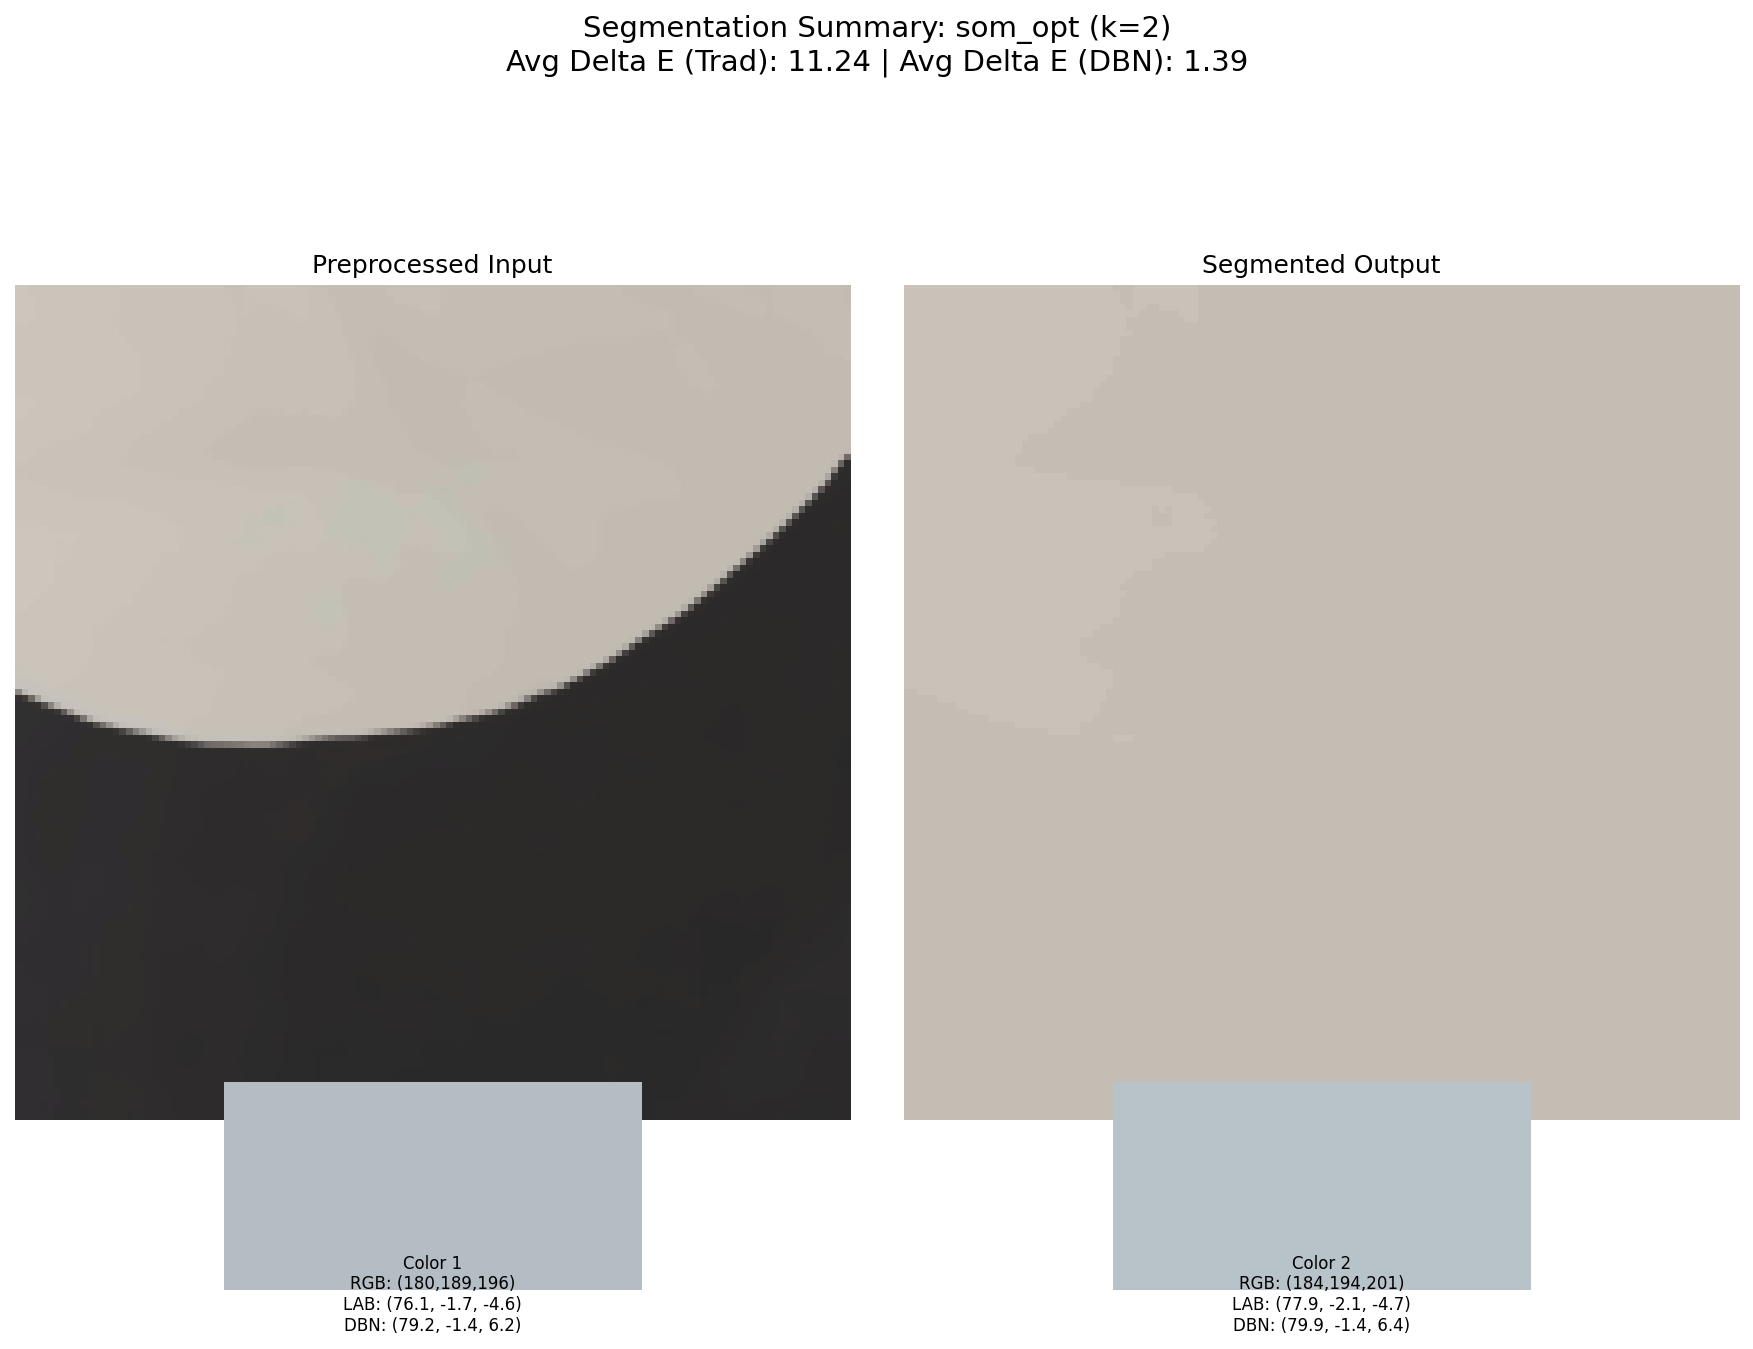 Segmentation Summary: som_opt (k=2)
Avg Delta E (Trad): 11.24 | Avg Delta E (DBN): 1.39
Preprocessed Input
Segmented Output
Color 1
RGB: (180,189,196)
LAB: (76.1, -1.7, -4.6)
DBN: (79.2, -1.4, 6.2)
Color 2
RGB: (184,194,201)
LAB: (77.9, -2.1, -4.7)
DBN: (79.9, -1.4, 6.4)